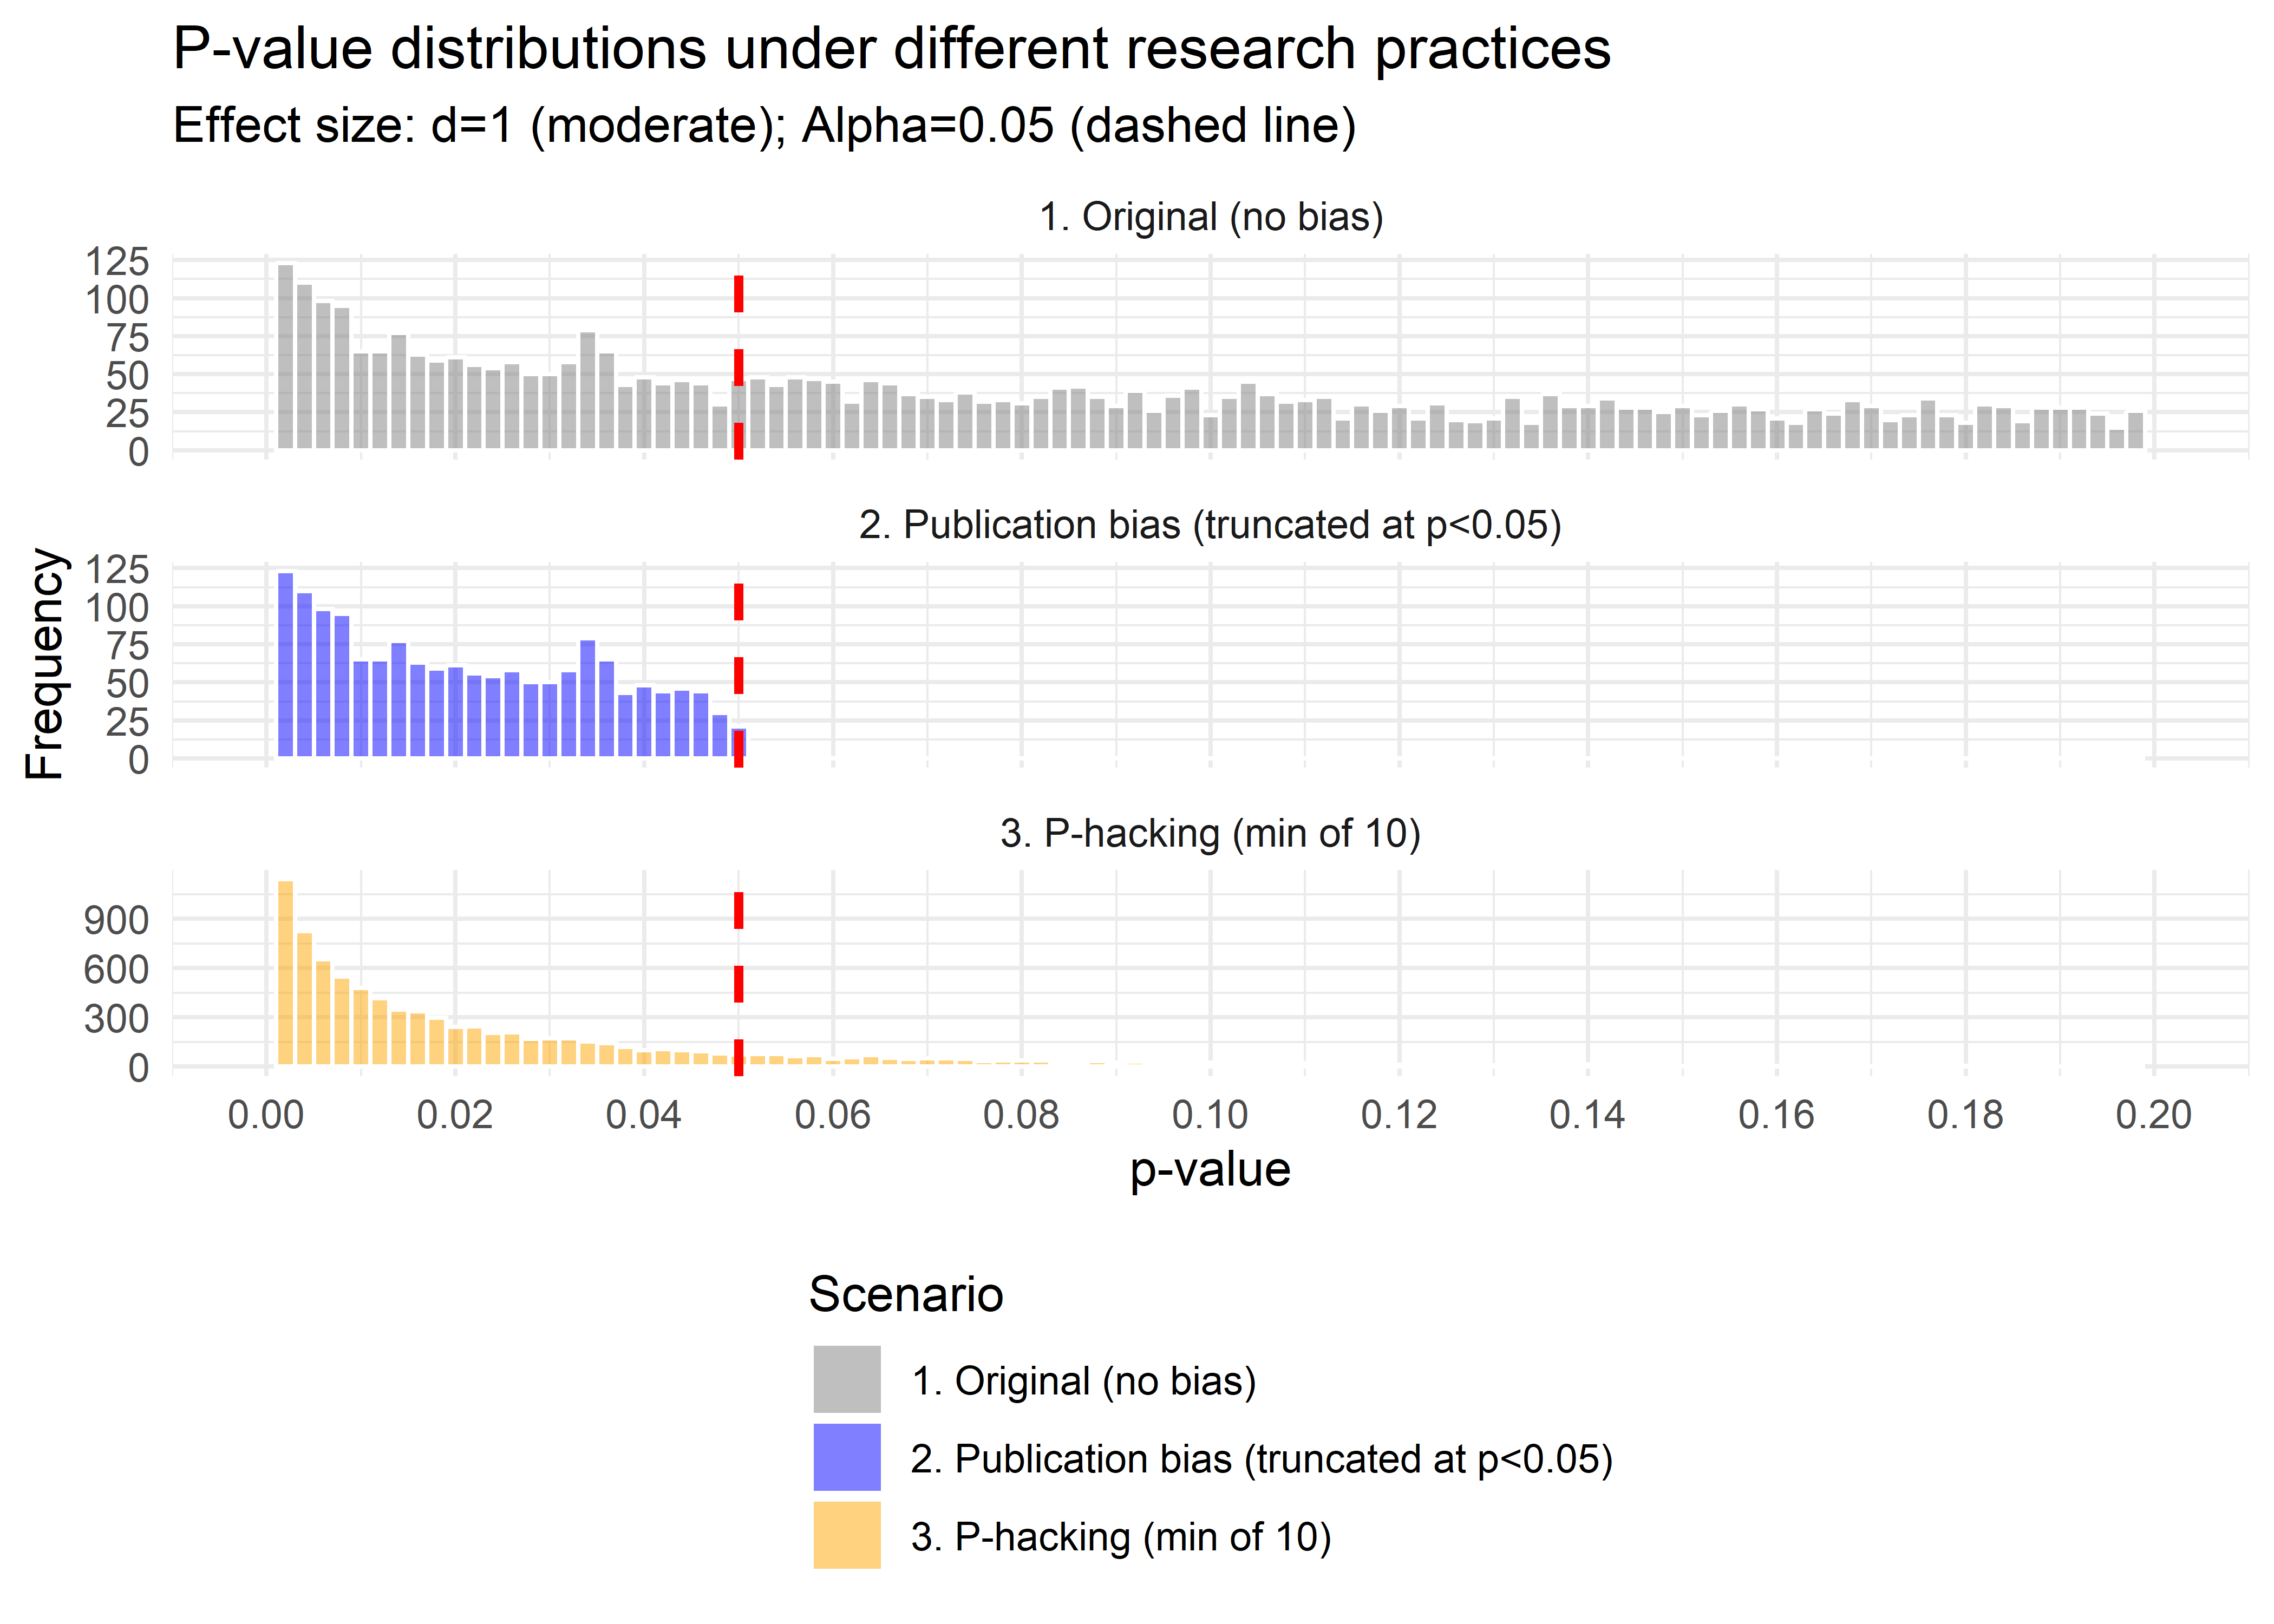 P-value distributions under different research practices
Effect size: d=1 (moderate); Alpha=0.05 (dashed line)
1. Original (no bias)
125
100
75
50
25
0
2. Publication bias (truncated at p<0.05)
Frequency
125
100
75
50
25
0
3. P-hacking (min of 10)
900
600
300
0
0.00 0.02 0.04 0.06 0.08 0.10 0.12 0.14 0.16 0.18 0.20
p-value
Scenario
1. Original (no bias)
2. Publication bias (truncated at p<0.05)
3. P-hacking (min of 10)